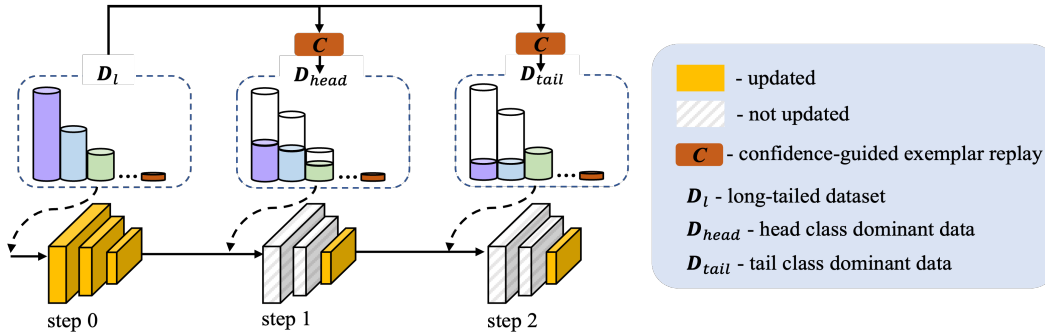 C
C
D_l
D_head
D_tail
step 0
step 1
step 2
- updated
- not updated
C - confidence-guided exemplar replay
D_l - long-tailed dataset
D_head - head class dominant data
D_tail - tail class dominant data